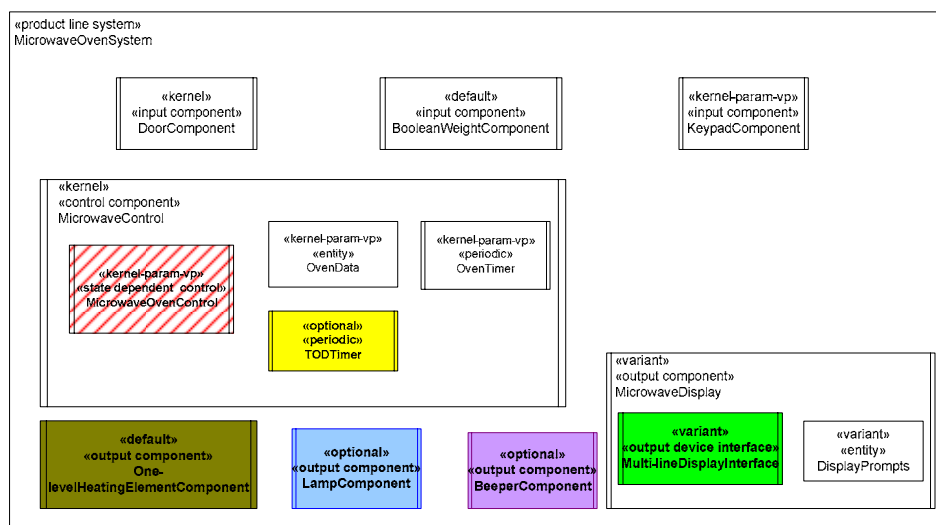 «product line system»
MicrowaveOvenSystem
«kernel»
«input component»
DoorComponent
«default»
«input component»
BooleanWeightComponent
«kernel-param-vp»
«input component»
KeypadComponent
«kernel»
«control component»
MicrowaveControl
«kernel-param-vp»
«state dependent control»
MicrowaveOvenControl
«kernel-param-vp»
«entity»
OvenData
«kernel-param-vp»
«periodic»
OvenTimer
«optional»
«periodic»
TODTimer
«variant»
«output component»
MicrowaveDisplay
«variant»
«output device interface»
Multi-lineDisplayInterface
«variant»
«entity»
DisplayPrompts
«default»
«output component»
One-
levelHeatingElementComponent
«optional»
«output component»
LampComponent
«optional»
«output component»
BeeperComponent